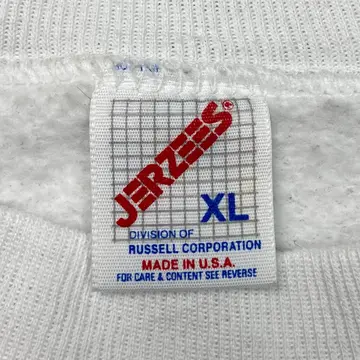 JERZEES®
XL
DIVISION OF
RUSSELL CORPORATION
MADE IN U.S.A.
FOR CARE & CONTENT SEE REVERSE